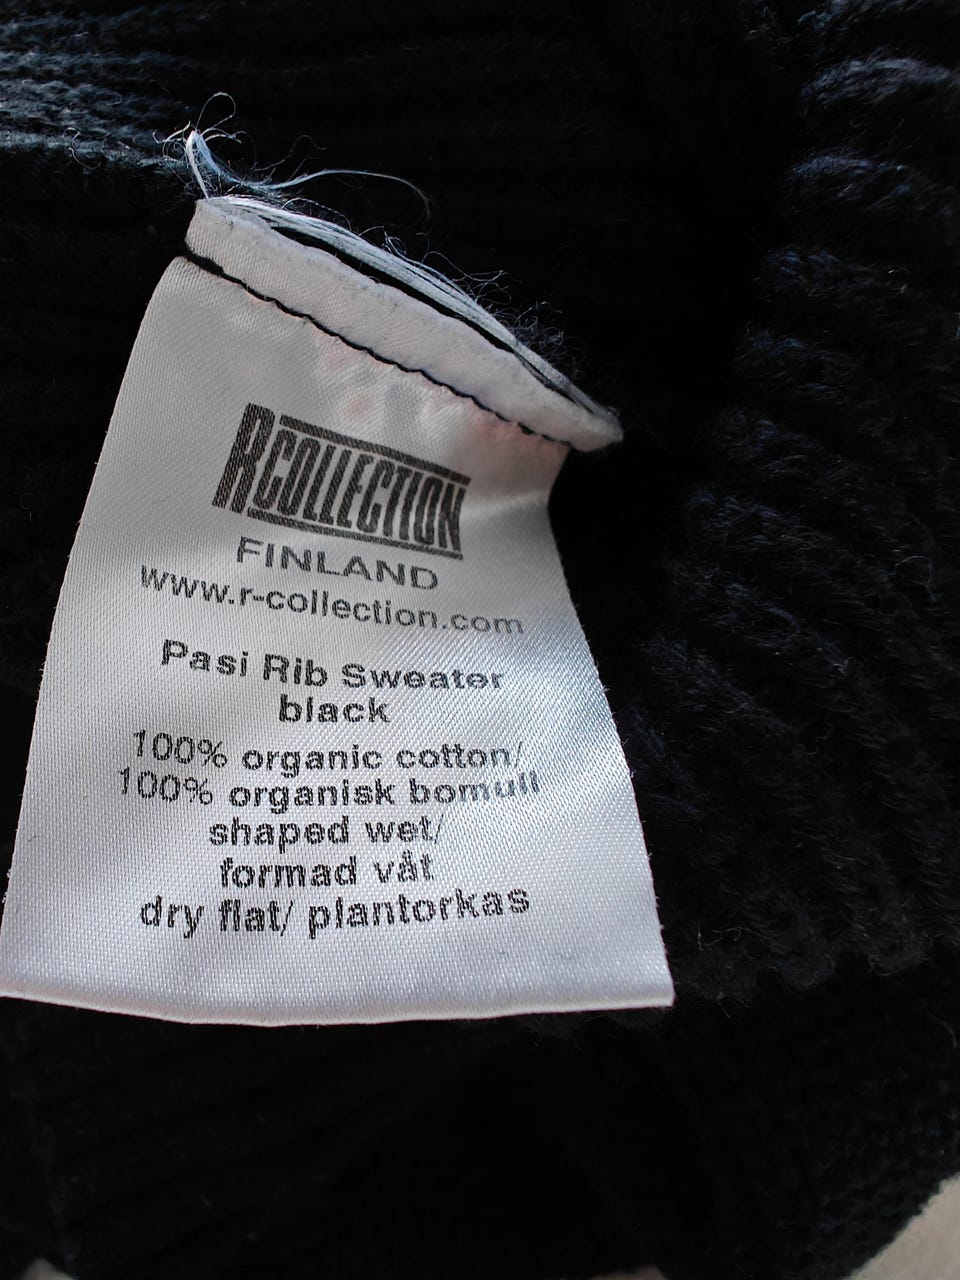 RCOLLECTION
FINLAND
www.r-collection.com
Pasi Rib Sweater
black
100% organic cotton/
100% organisk bomull
shaped wet/
formad våt
dry flat/ plantorkas